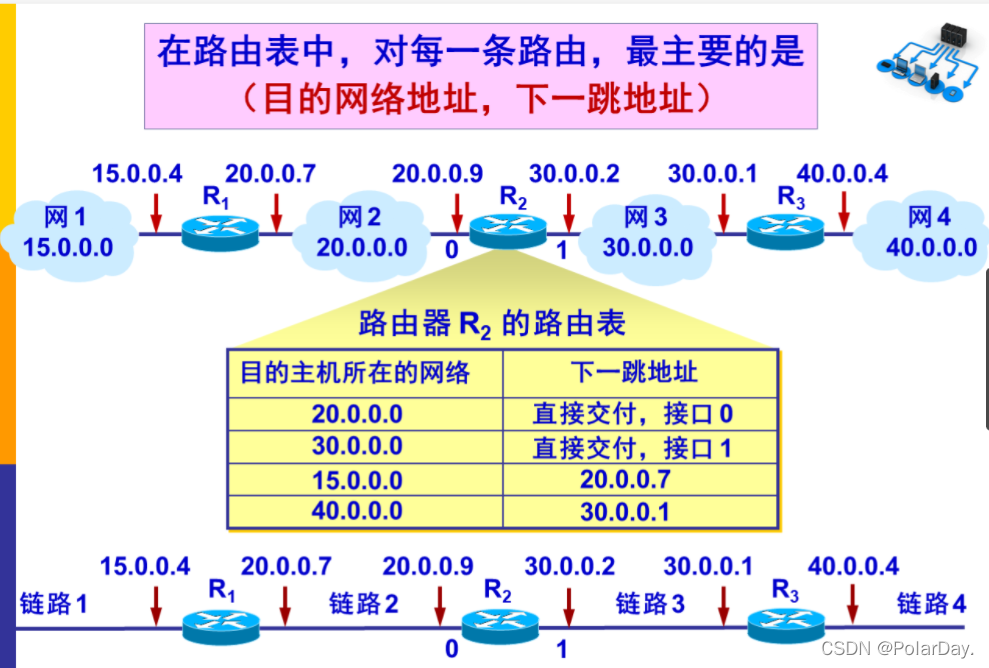 在路由表中，对每一条路由，最主要的是
（目的网络地址，下一跳地址）
15.0.0.4 20.0.0.7 20.0.0.9 30.0.0.2 30.0.0.1 40.0.0.4
R1 R2 R3
网1 网2 网3 网4
15.0.0.0 20.0.0.0 30.0.0.0 40.0.0.0
0 1
路由器 R2 的路由表
目的主机所在的网络 下一跳地址
20.0.0.0 直接交付，接口 0
30.0.0.0 直接交付，接口 1
15.0.0.0 20.0.0.7
40.0.0.0 30.0.0.1
15.0.0.4 20.0.0.7 20.0.0.9 30.0.0.2 30.0.0.1 40.0.0.4
R1 R2 R3
链路1 链路2 链路3 链路4
0 1
CSDN @PolarDay.